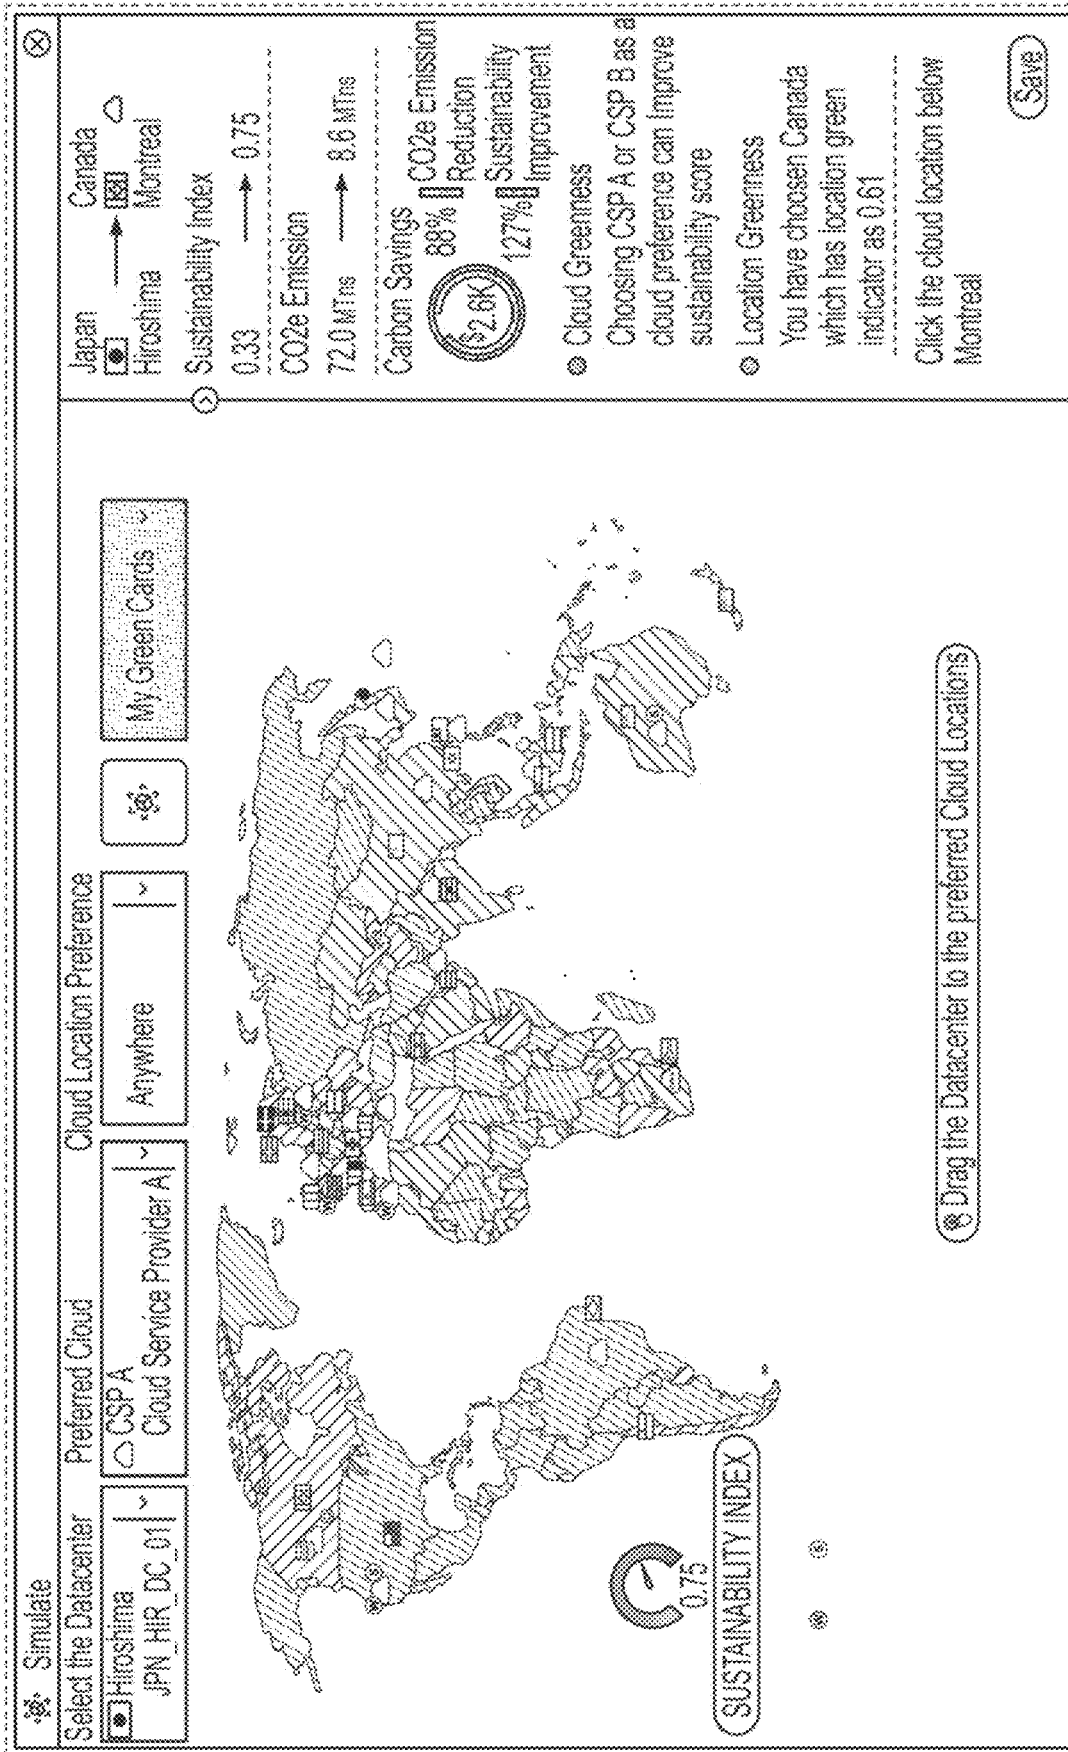 Simulate
Select the Datacenter
Preferred Cloud
Cloud Location Preference
Hiroshima
JPN_HIR_DC_01
CSP A
Cloud Service Provider A
Anywhere
My Green Cards
SUSTAINABILITY INDEX
0.75
Drag the Datacenter to the preferred Cloud Locations
Japan
Canada
Hiroshima
Montreal
Sustainability Index
0.33
0.75
CO2e Emission
72.0 MTns
8.6 MTns
Carbon Savings
$2.6K
88%
CO2e Emission
Reduction
127%
Sustainability
Improvement
Cloud Greenness
Choosing CSP A or CSP B as a
cloud preference can Improve
sustainability score
Location Greenness
You have choosen Canada
which has location green
indicator as 0.61
Click the cloud location below
Montreal
Save